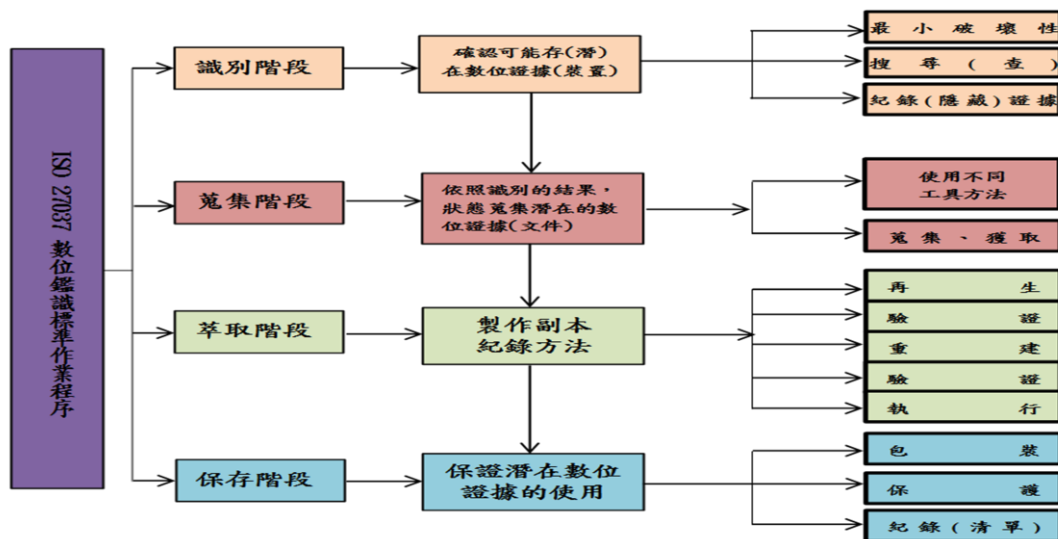 ISO 27037 數位鑑識標準作業程序
識別階段
確認可能存(潛)
在數位證據(裝置)
最小破壞性
搜尋(查)
紀錄(隱藏)證據
蒐集階段
依照識別的結果，
狀態蒐集潛在的數
位證據(文件)
使用不同
工具方法
蒐集、獲取
萃取階段
製作副本
紀錄方法
再生
驗證
重建
驗證
執行
保存階段
保證潛在數位
證據的使用
包裝
保護
紀錄(清單)